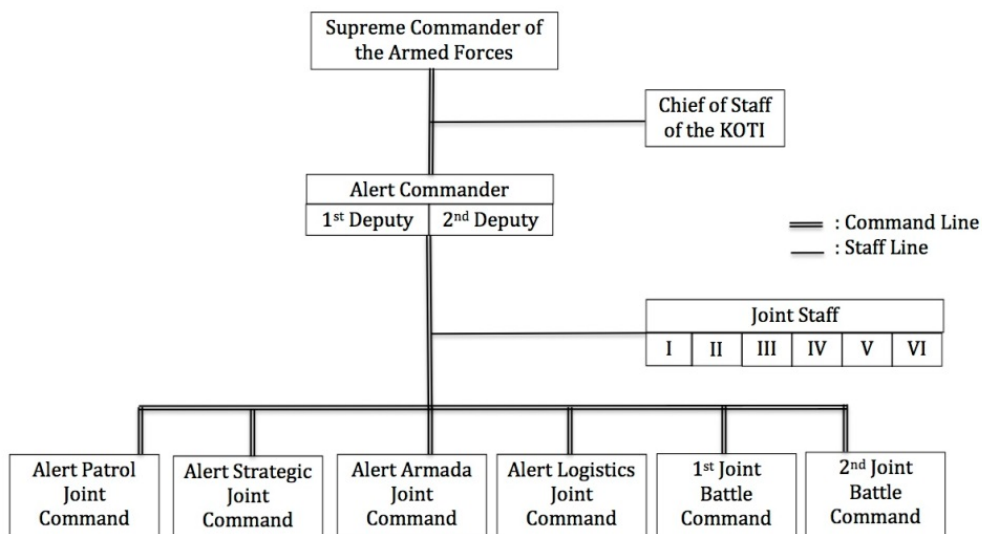 Supreme Commander of
the Armed Forces
Chief of Staff
of the KOTI
Alert Commander
1st Deputy
2nd Deputy
: Command Line
: Staff Line
Joint Staff
I II III IV V VI
Alert Patrol
Joint
Command
Alert Strategic
Joint
Command
Alert Armada
Joint
Command
Alert Logistics
Joint
Command
1st Joint
Battle
Command
2nd Joint
Battle
Command